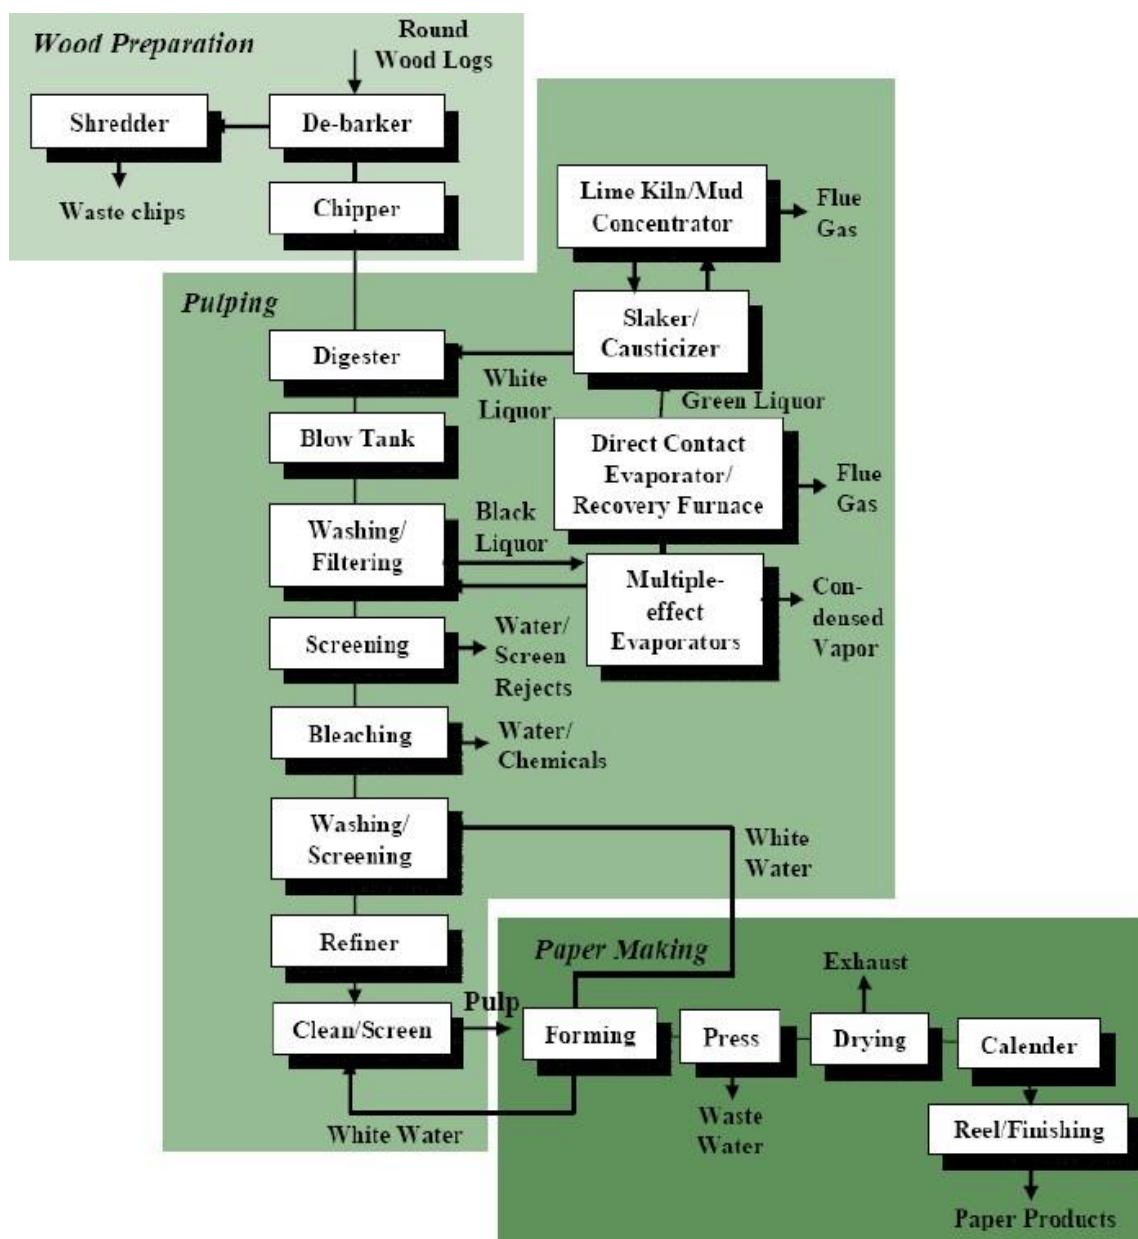 Wood Preparation
Round
Wood Logs
Shredder
De-barker
Waste chips
Chipper
Lime Kiln/Mud
Concentrator
Flue
Gas
Pulping
Slaker/
Causticizer
Digester
White
Liquor
Green Liquor
Blow Tank
Direct Contact
Evaporator/
Recovery Furnace
Flue
Gas
Washing/
Filtering
Black
Liquor
Multiple-
effect
Evaporators
Con-
densed
Vapor
Screening
Water/
Screen
Rejects
Bleaching
Water/
Chemicals
Washing/
Screening
White
Water
Refiner
Paper Making
Exhaust
Clean/Screen
Pulp
Forming
Press
Drying
Calender
White Water
Waste
Water
Reel/Finishing
Paper Products